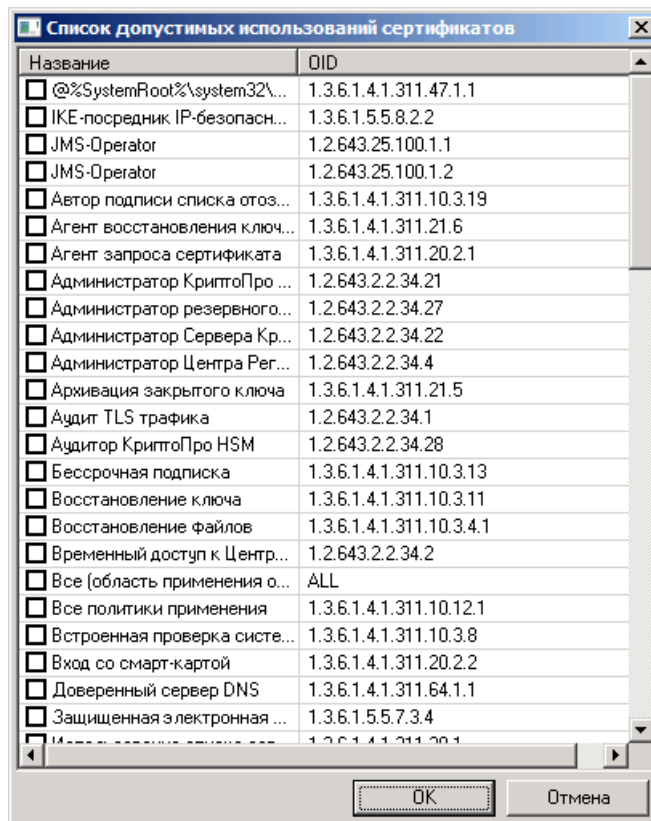 Список допустимых использований сертификатов
Название OID
@%SystemRoot%\system32\... 1.3.6.1.4.1.311.47.1.1
IKE-посредник IP-безопасн... 1.3.6.1.5.5.8.2.2
JMS-Operator 1.2.643.25.100.1.1
JMS-Operator 1.2.643.25.100.1.2
Автор подписи списка отоз... 1.3.6.1.4.1.311.10.3.19
Агент восстановления ключ... 1.3.6.1.4.1.311.21.6
Агент запроса сертификата 1.3.6.1.4.1.311.20.2.1
Администратор КриптоПро ... 1.2.643.2.2.34.21
Администратор резервного... 1.2.643.2.2.34.27
Администратор Сервера Кр... 1.2.643.2.2.34.22
Администратор Центра Рег... 1.2.643.2.2.34.4
Архивация закрытого ключа 1.3.6.1.4.1.311.21.5
Аудит TLS трафика 1.2.643.2.2.34.1
Аудитор КриптоПро HSM 1.2.643.2.2.34.28
Бессрочная подписка 1.3.6.1.4.1.311.10.3.13
Восстановление ключа 1.3.6.1.4.1.311.10.3.11
Восстановление файлов 1.3.6.1.4.1.311.10.3.4.1
Временный доступ к Центр... 1.2.643.2.2.34.2
Все (область применения о... ALL
Все политики применения 1.3.6.1.4.1.311.10.12.1
Встроенная проверка систе... 1.3.6.1.4.1.311.10.3.8
Вход со смарт-картой 1.3.6.1.4.1.311.20.2.2
Доверенный сервер DNS 1.3.6.1.4.1.311.64.1.1
Защищенная электронная ... 1.3.6.1.5.5.7.3.4
OK Отмена